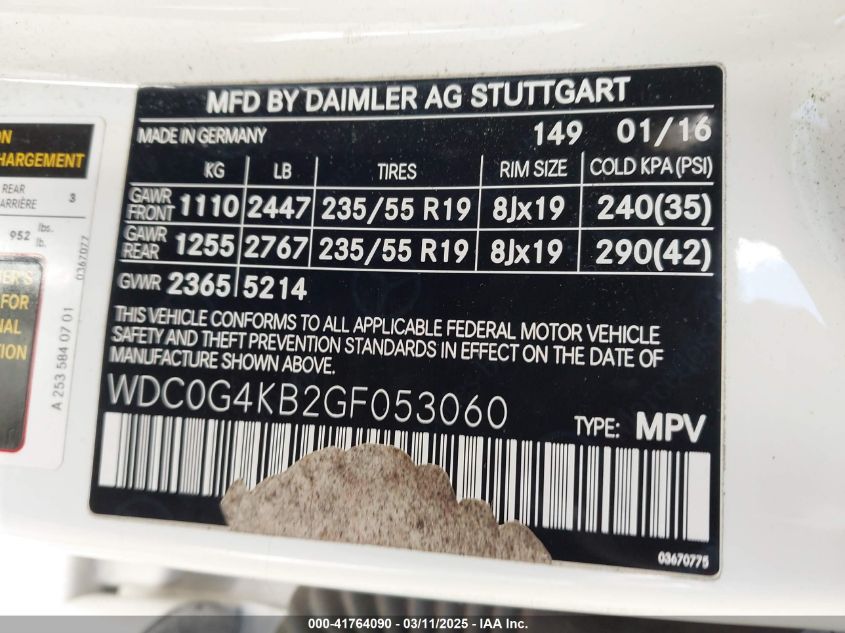 MFD BY DAIMLER AG STUTTGART
MADE IN GERMANY 149 01/16
KG LB TIRES RIM SIZE COLD KPA(PSI)
GAWR FRONT 1110 2447 235/55 R19 8Jx19 240(35)
GAWR REAR 1255 2767 235/55 R19 8Jx19 290(42)
GVWR 2365 5214
THIS VEHICLE CONFORMS TO ALL APPLICABLE FEDERAL MOTOR VEHICLE
SAFETY AND THEFT PREVENTION STANDARDS IN EFFECT ON THE DATE OF
MANUFACTURE SHOWN ABOVE.
WDC0G4KB2GF053060
TYPE: MPV
03670775
ON
HARGEMENT
REAR
ARRIÈRE 3
952 lbs.
lb.
0367077
ER'S
FOR
NAL
TION
A 253 584 07 01
000-41764090 - 03/11/2025 - IAA Inc.